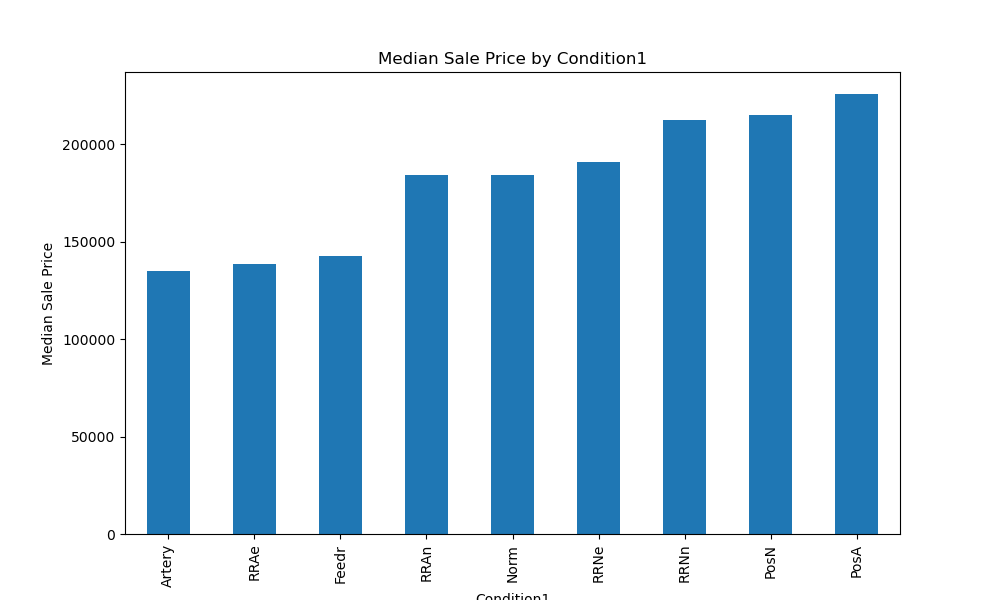 Median Sale Price by Condition1
Median Sale Price
200000
150000
100000
50000
0
Artery
RRAe
Feedr
RRAn
Norm
RRNe
RRNn
PosN
PosA
Condition1